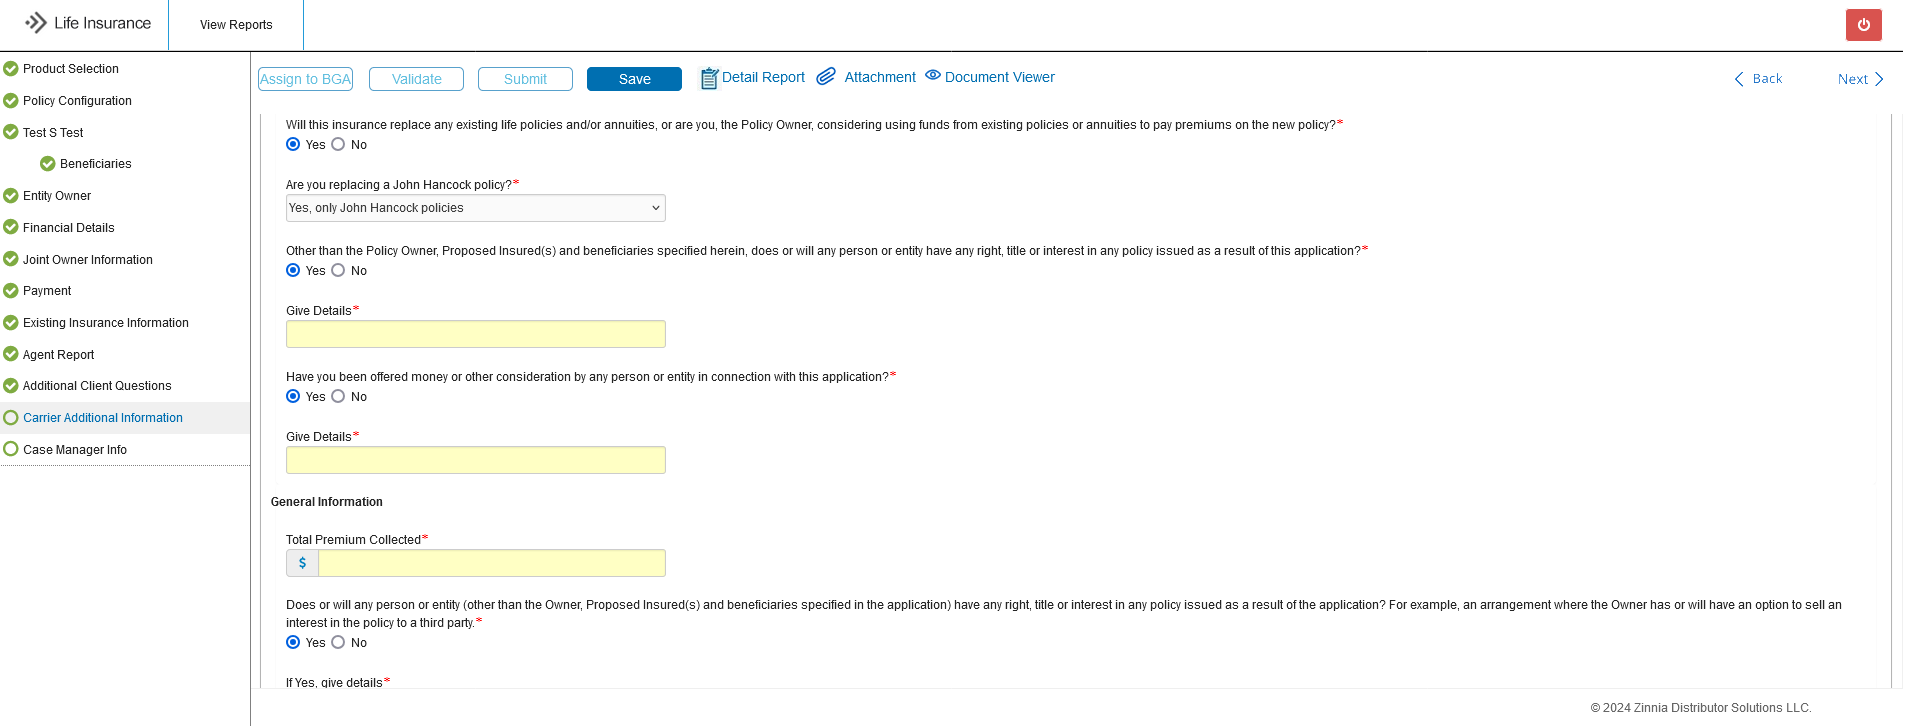 Life Insurance
View Reports
Product Selection
Policy Configuration
Test S Test
Beneficiaries
Entity Owner
Financial Details
Joint Owner Information
Payment
Existing Insurance Information
Agent Report
Additional Client Questions
Carrier Additional Information
Case Manager Info
Assign to BGA
Validate
Submit
Save
Detail Report
Attachment
Document Viewer
Back
Next
Will this insurance replace any existing life policies and/or annuities, or are you, the Policy Owner, considering using funds from existing policies or annuities to pay premiums on the new policy?*
Yes No
Are you replacing a John Hancock policy?*
Yes, only John Hancock policies
Other than the Policy Owner, Proposed Insured(s) and beneficiaries specified herein, does or will any person or entity have any right, title or interest in any policy issued as a result of this application?*
Yes No
Give Details*
Have you been offered money or other consideration by any person or entity in connection with this application?*
Yes No
Give Details*
General Information
Total Premium Collected*
$
Does or will any person or entity (other than the Owner, Proposed Insured(s) and beneficiaries specified in the application) have any right, title or interest in any policy issued as a result of the application? For example, an arrangement where the Owner has or will have an option to sell an
interest in the policy to a third party.*
Yes No
If Yes, give details*
© 2024 Zinnia Distributor Solutions LLC.